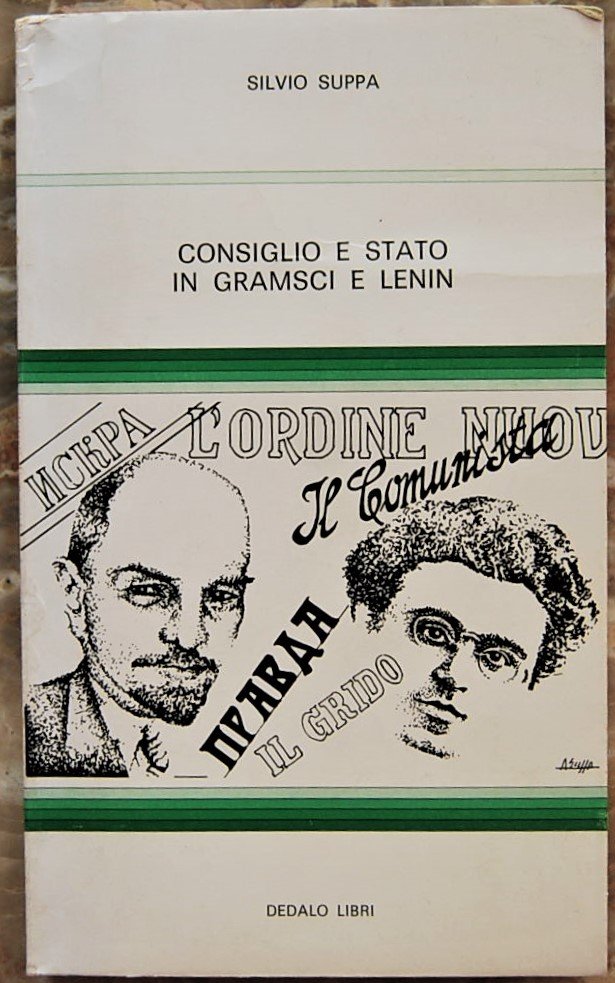 SILVIO SUPPA
CONSIGLIO E STATO
IN GRAMSCI E LENIN
ИСКРА
L'ORDINE NUOV
Il Comunista
ПРАВДА
IL GRIDO
DEDALO LIBRI